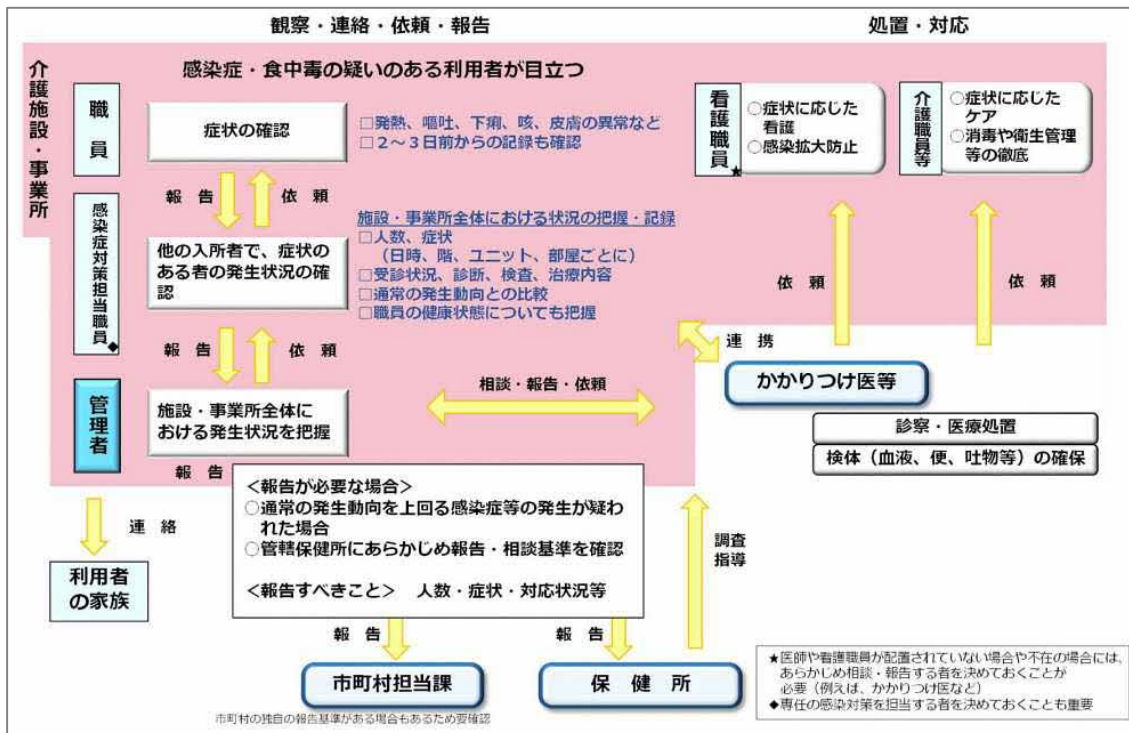 観察・連絡・依頼・報告
処置・対応
介護施設・事業所
感染症・食中毒の疑いのある利用者が目立つ
職員
症状の確認
□発熱、嘔吐、下痢、咳、皮膚の異常など
□２～３日前からの記録も確認
看護職員★
○症状に応じた
看護
○感染拡大防止
介護職員等
○症状に応じた
ケア
○消毒や衛生管理
等の徹底
報告
依頼
感染症対策担当職員◆
他の入所者で、症状の
ある者の発生状況の確
認
施設・事業所全体における状況の把握・記録
□人数、症状
（日時、階、ユニット、部屋ごとに）
□受診状況、診断、検査、治療内容
□通常の発生動向との比較
□職員の健康状態についても把握
依頼
依頼
報告
依頼
連携
管理者
施設・事業所全体に
おける発生状況を把握
相談・報告・依頼
かかりつけ医等
診察・医療処置
検体（血液、便、吐物等）の確保
報告
＜報告が必要な場合＞
○通常の発生動向を上回る感染症等の発生が疑わ
れた場合
○管轄保健所にあらかじめ報告・相談基準を確認
＜報告すべきこと＞　人数・症状・対応状況等
連絡
利用者
の家族
調査
指導
報告
報告
市町村担当課
保健所
市町村の独自の報告基準がある場合もあるため要確認
★医師や看護職員が配置されていない場合や不在の場合には、
あらかじめ相談・報告する者を決めておくことが
必要（例えば、かかりつけ医など）
◆専任の感染対策を担当する者を決めておくことも重要